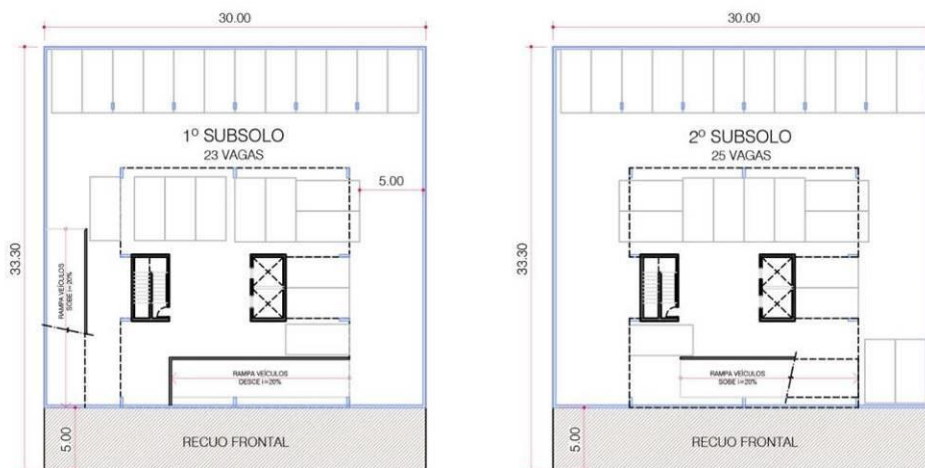 30.00
1º SUBSOLO
23 VAGAS
5.00
33.30
RAMPA VEÍCULOS
SOBE i= 20%
RAMPA VEÍCULOS
DESCE i=20%
5.00
RECUO FRONTAL
30.00
2º SUBSOLO
25 VAGAS
33.30
RAMPA VEÍCULOS
SOBE i=20%
5.00
RECUO FRONTAL